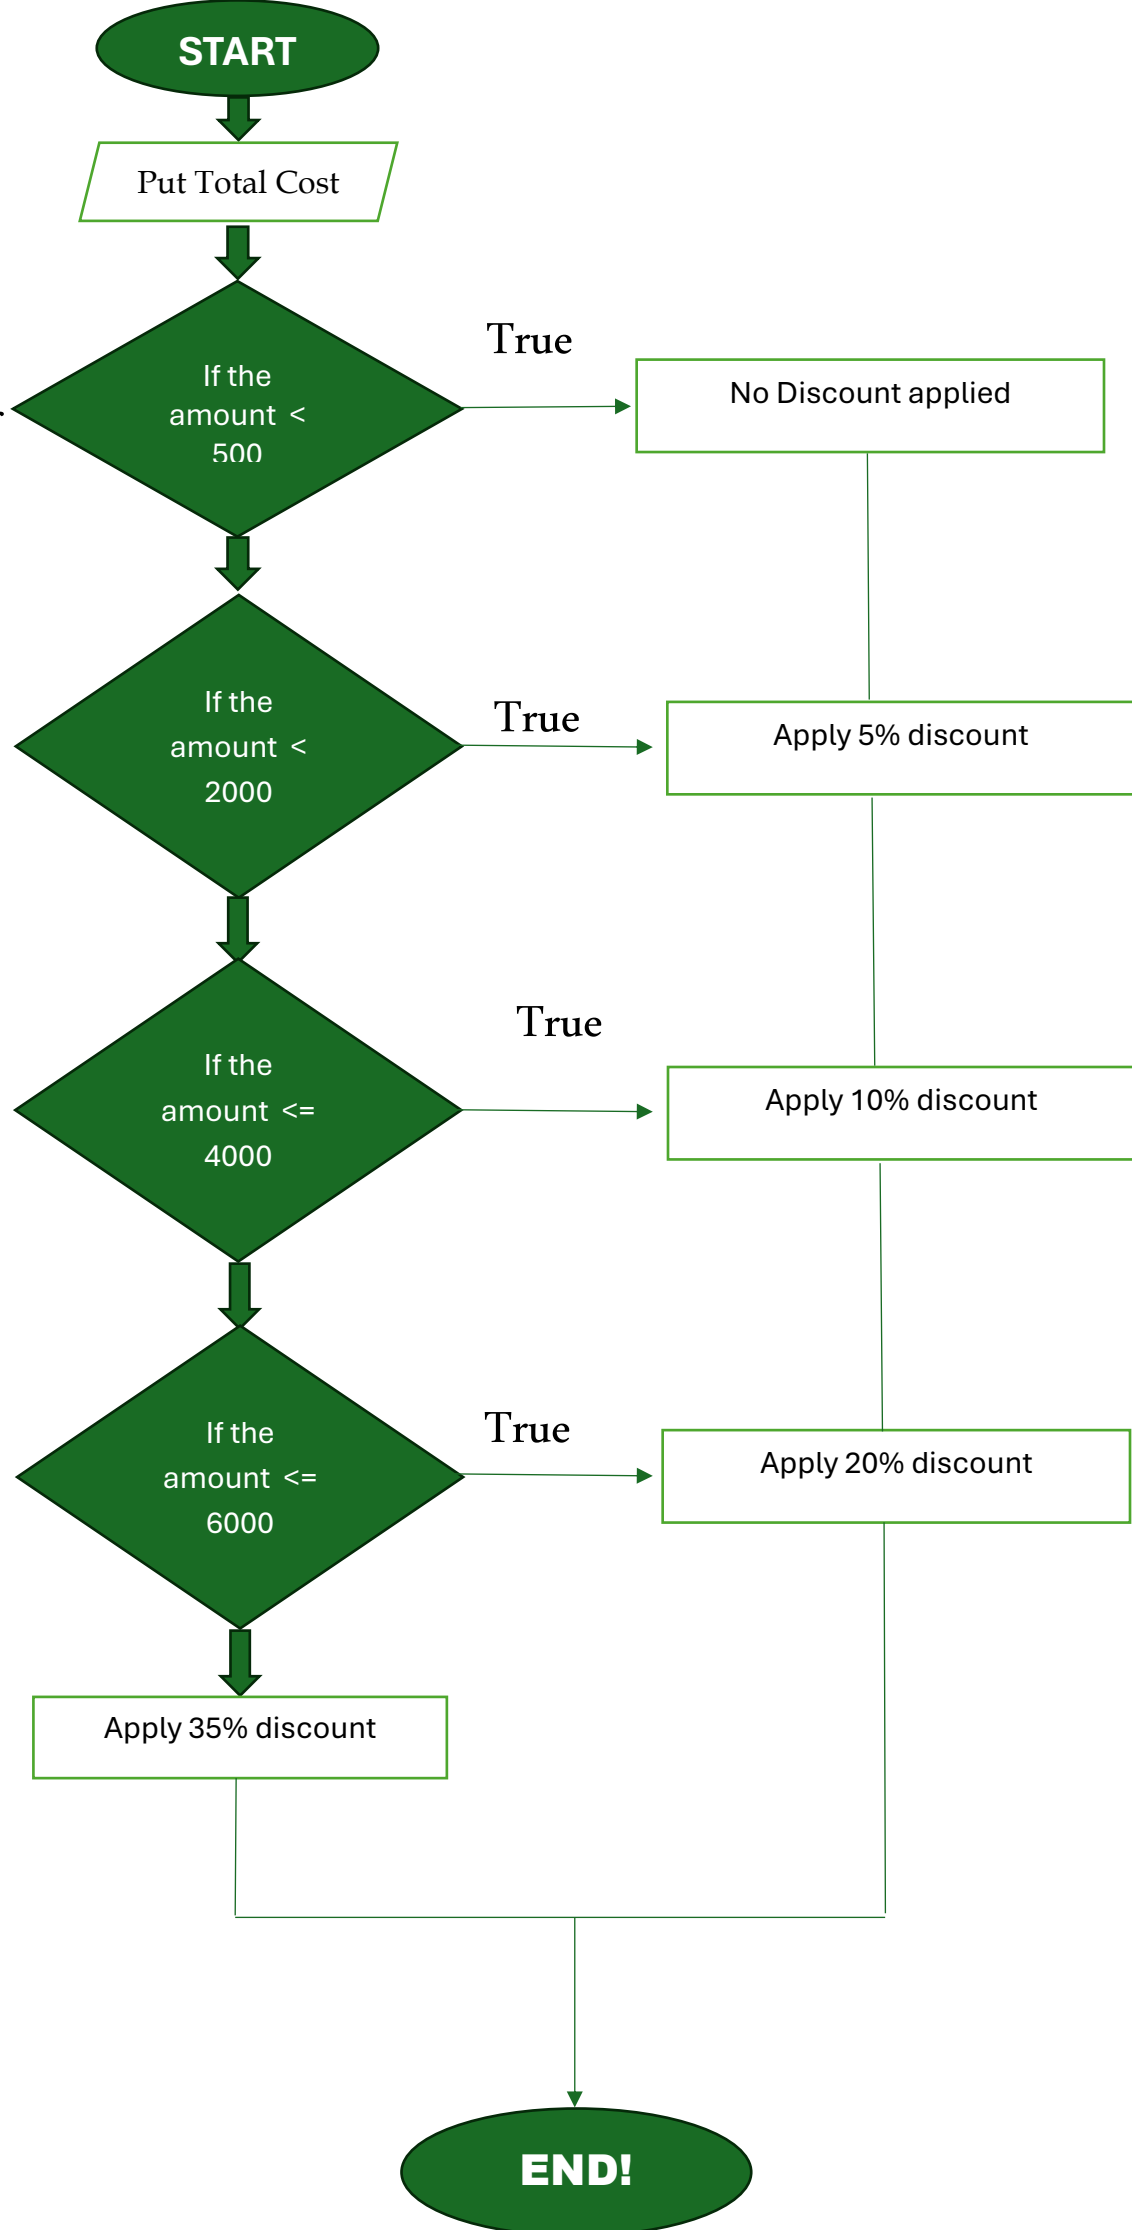 START
Put Total Cost
True
If the
amount <
500
No Discount applied
True
If the
amount <
2000
Apply 5% discount
True
If the
amount <=
4000
Apply 10% discount
True
If the
amount <=
6000
Apply 20% discount
Apply 35% discount
END!